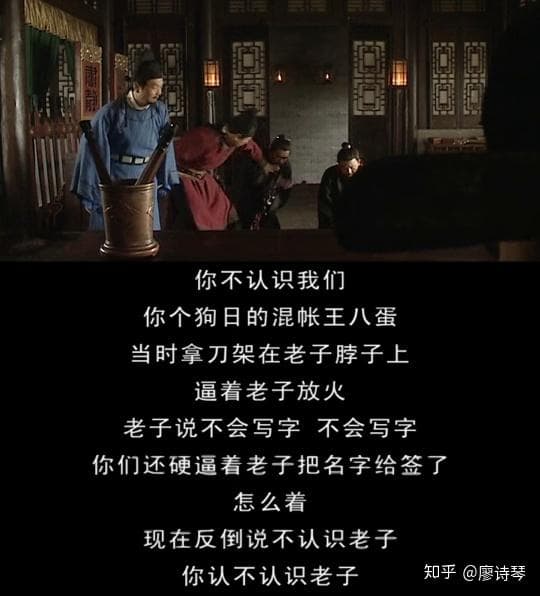 肃静
你不认识我们
你个狗日的混帐王八蛋
当时拿刀架在老子脖子上
逼着老子放火
老子说不会写字 不会写字
你们还硬逼着老子把名字给签了
怎么着
现在反倒说不认识老子
你认不认识老子
知乎 @廖诗琴